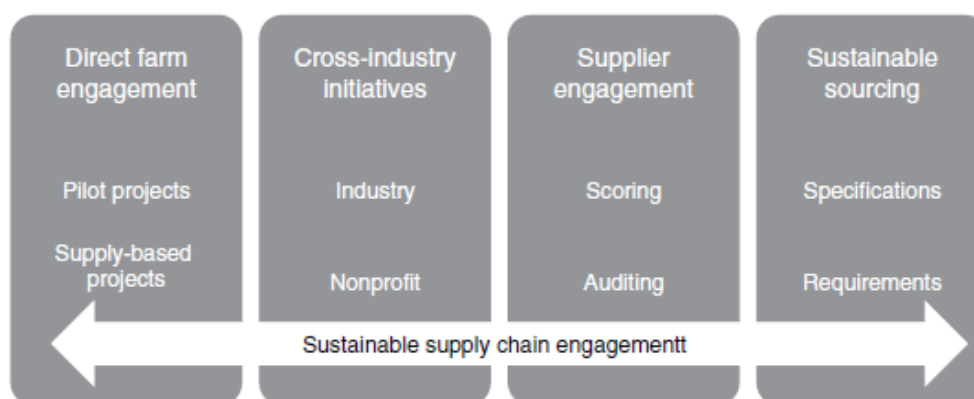 Direct farm
engagement
Pilot projects
Supply-based
projects
Cross-industry
initiatives
Industry
Nonprofit
Supplier
engagement
Scoring
Auditing
Sustainable
sourcing
Specifications
Requirements
Sustainable supply chain engagementt